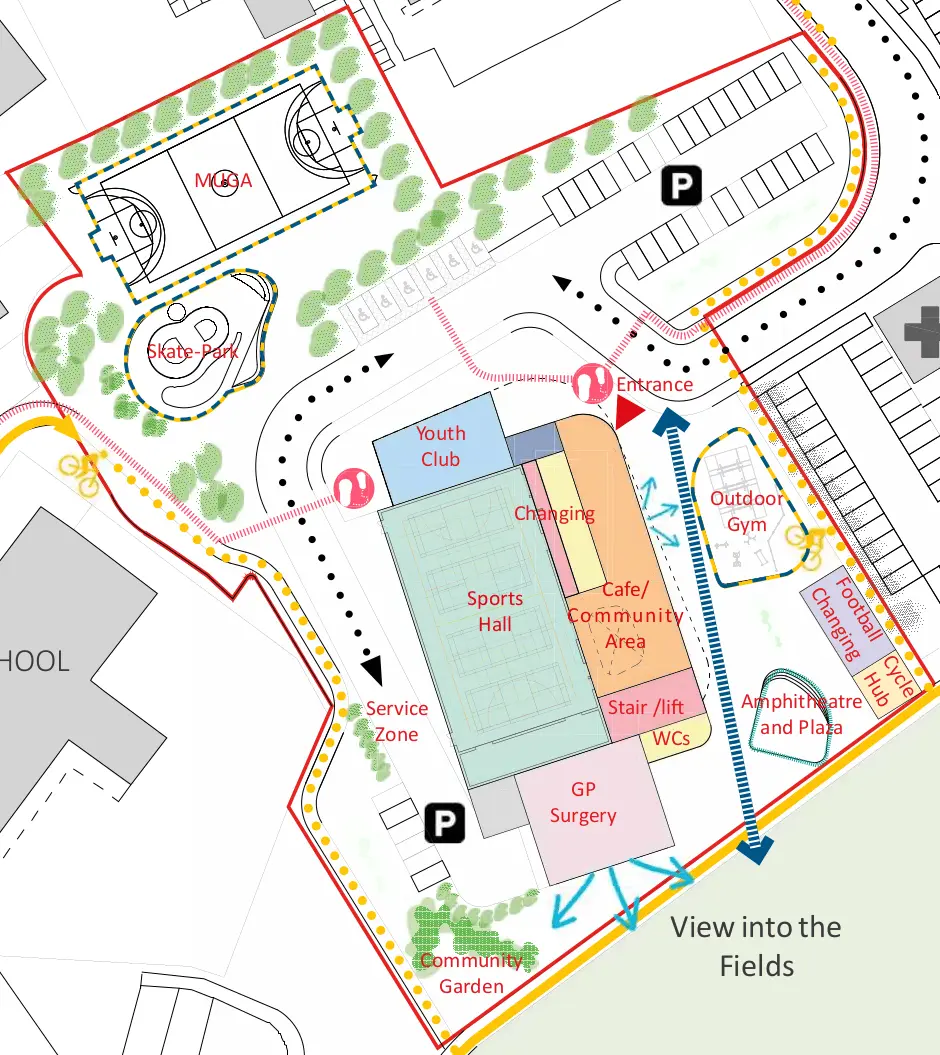 MUGA
P
Skate-Park
Entrance
Youth
Club
Changing
Outdoor
Gym
Sports
Hall
Cafe/
Community
Area
Football
Changing
Cycle
Hub
HOOL
Service
Zone
Stair /lift
WCs
Amphitheatre
and Plaza
GP
Surgery
P
View into the
Fields
Community
Garden